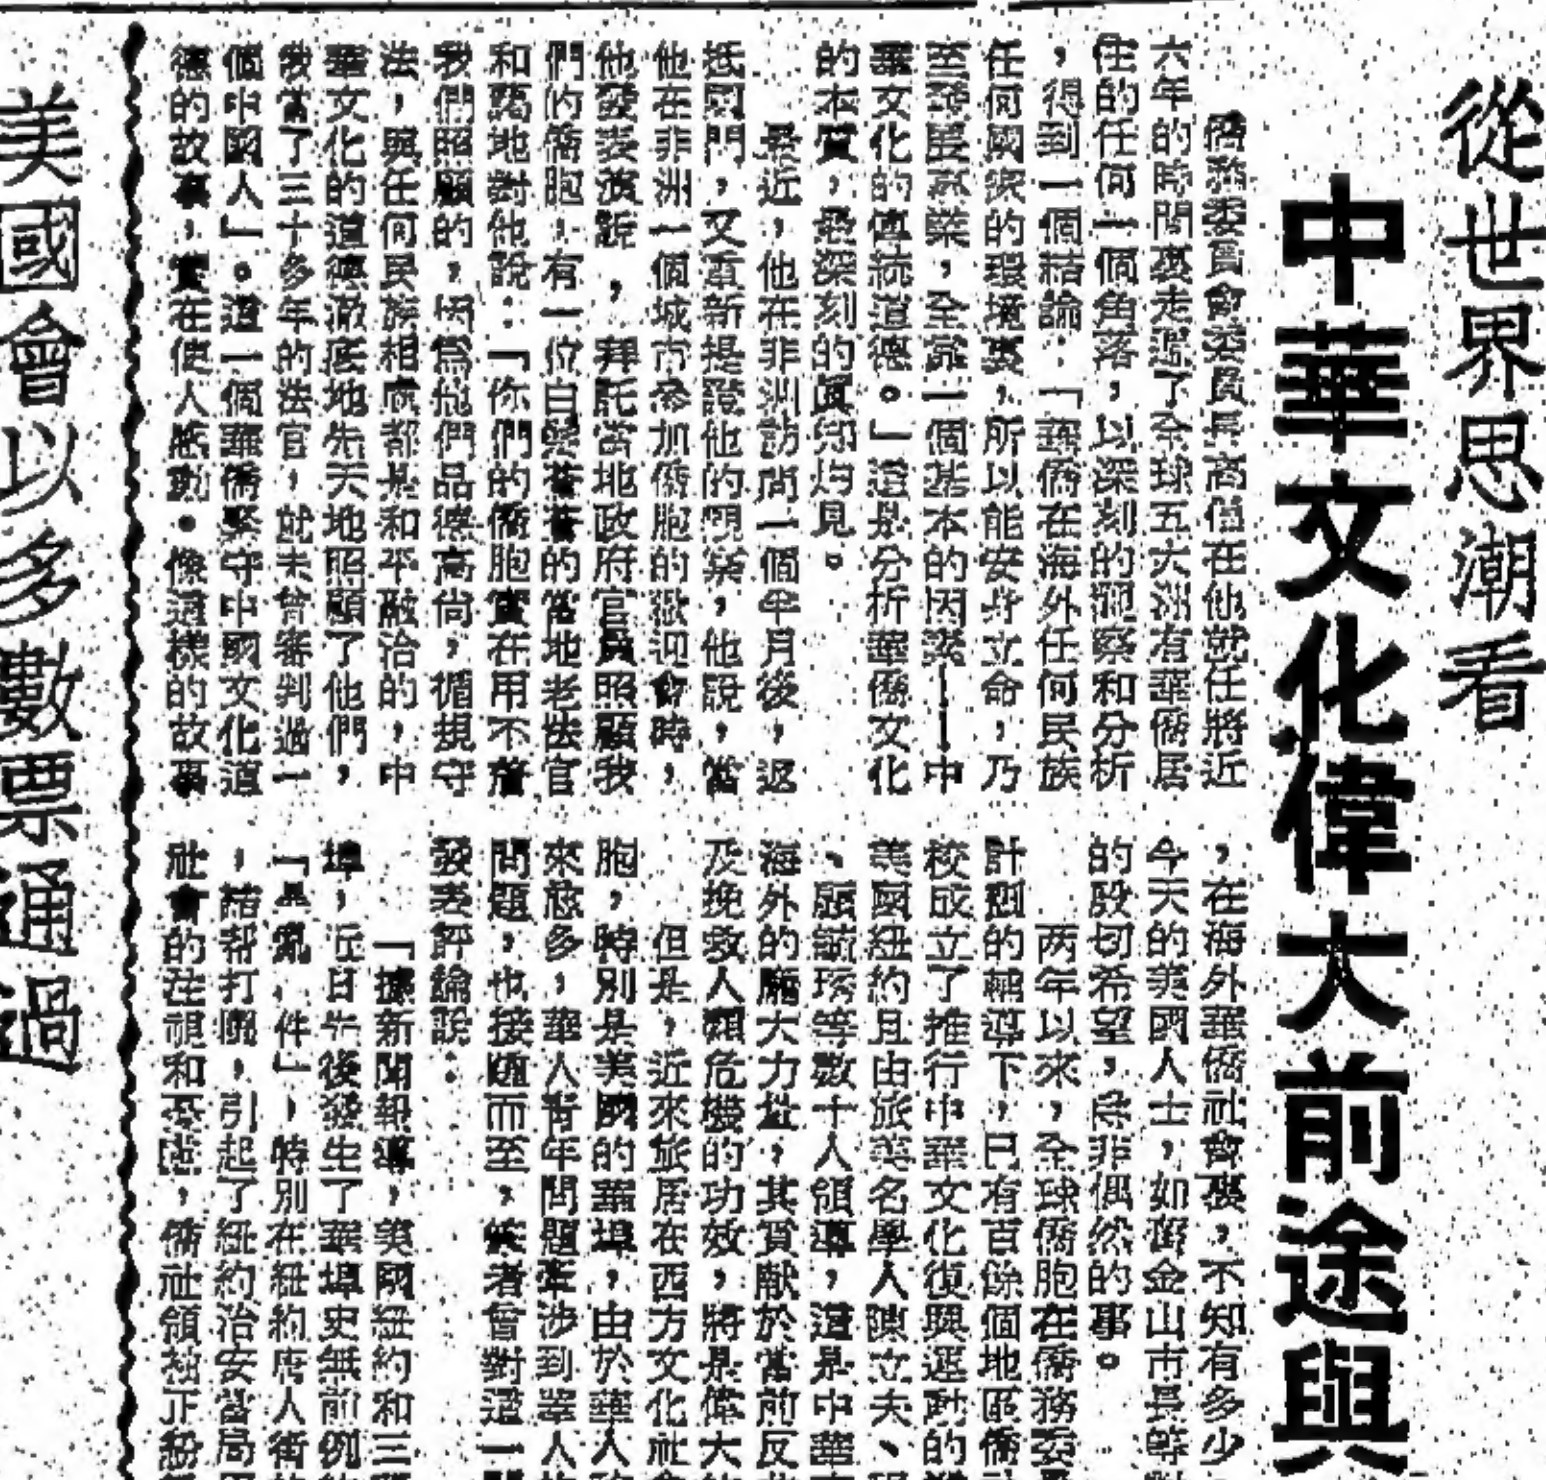 從世界思潮看
中華文化偉大前途與
僑務委員會委員長高信在他就任將近
六年的時間裏走遍了全球五大洲有華僑居
住的任何一個角落，以深刻的觀察和分析
，得到一個結論：「華僑在海外任何民族
任何國家的環境裏，所以能安身立命，乃
至發展事業，全靠一個基本的因素——中
華文化的傳統道德。」這是分析華僑文化
的本質，最深刻的真知灼見。
最近，他在非洲訪問一個半月後，返
抵國門，又重新提證他的觀察，他說，當
他在非洲一個城市參加僑胞的歡迎會時，
他發表演說，拜託當地政府官員照顧我
們的僑胞，有一位白髮蒼蒼的當地老法官
和藹地對他說：「你們的僑胞實在用不着
我們照顧的，因為他們品德高尚，循規守
法，與任何民族相處都是和平融洽的，中
華文化的道德澈底地先天地照顧了他們，
我當了三十多年的法官，就未曾審判過一
個中國人」。這一個華僑緊守中國文化道
德的故事，實在使人感動。像這樣的故事
，在海外華僑社會裏，不知有多少
今天的美國人士，如舊金山市長等
的殷切希望，除非偶然的事。
两年以來，全球僑胞在僑務委
計劃的輔導下，已有百餘個地區僑
校成立了推行中華文化復興運動的
美國紐約且由旅美名學人陳立夫、
、顧毓琇等數十人領導，這是中華
海外的龐大力量，其貢献於當前反
及挽救人類危機的功效，將是偉大
但是，近來旅居在西方文化社
胞，特別是美國的華埠，由於華人
來愈多，華人青年問題牽涉到華人
問題，也接踵而至，筆者會對這一
發表評論說：
「據新聞報導，美國紐約和三
埠，近日先後發生了華埠史無前例
「暴亂事件」，特別在紐約唐人街
，諸帮打鬥，引起了紐約治安當局
社會的注視和憂慮，僑社領袖正紛
美國會以多數票通過